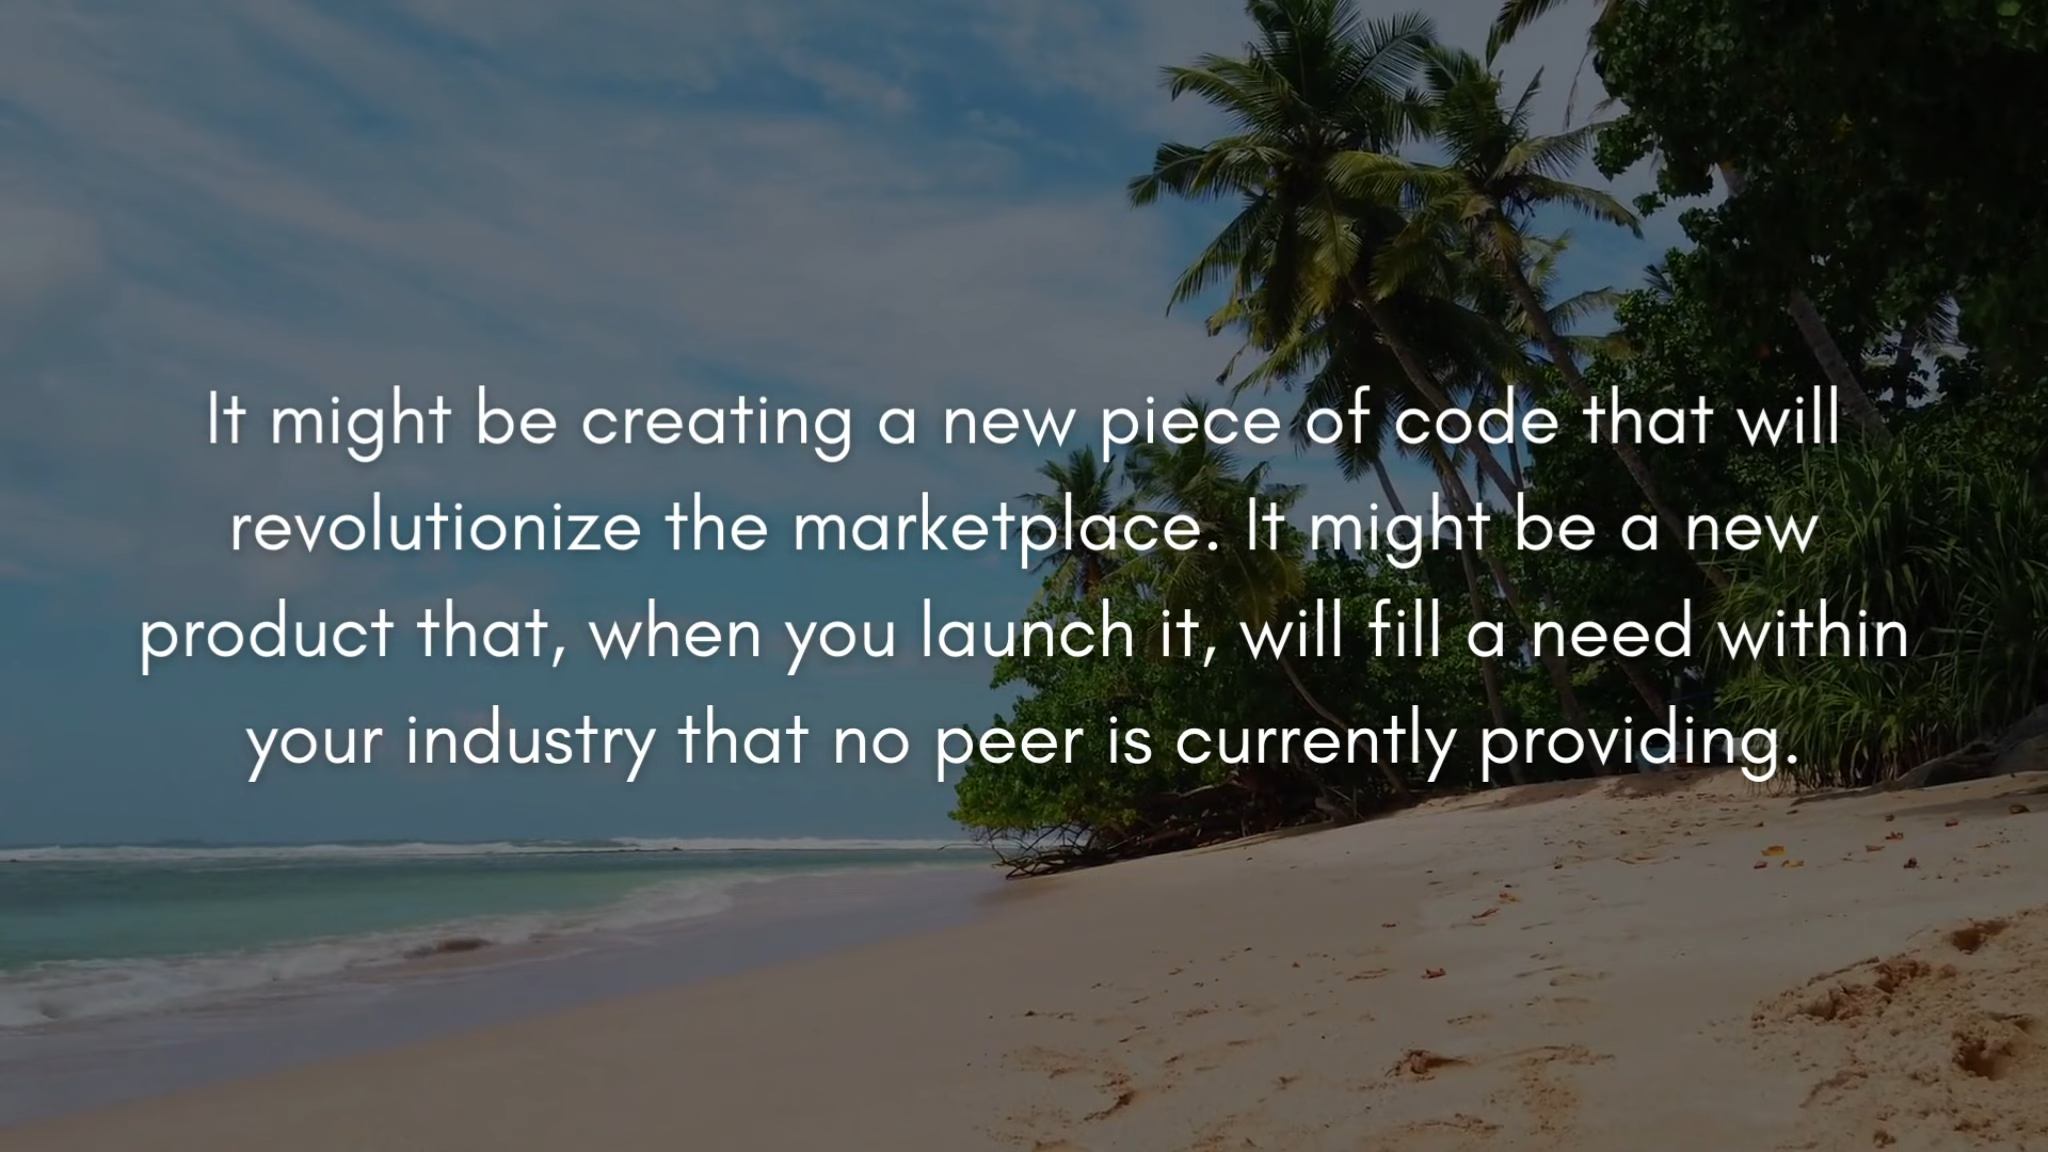 It might be creating a new piece of code that will
revolutionize the marketplace. It might be a new
product that, when you launch it, will fill a need within
your industry that no peer is currently providing.